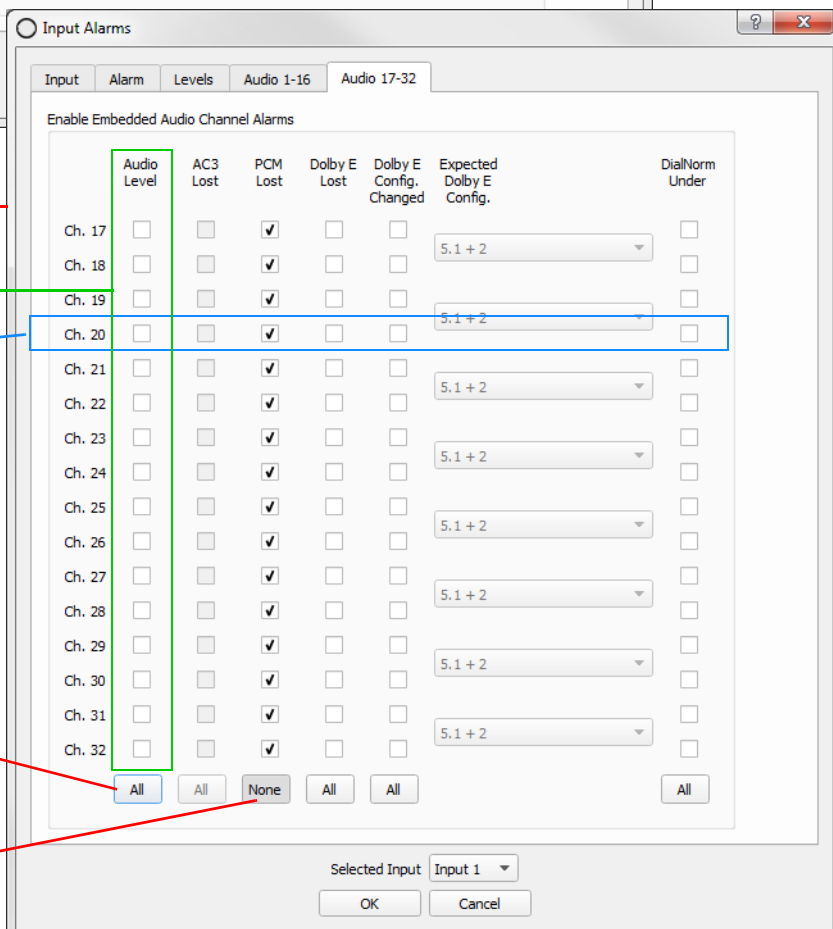 Input Alarms
?
X
Input Alarm Levels Audio 1-16 Audio 17-32
Enable Embedded Audio Channel Alarms
Audio AC3 PCM Dolby E Dolby E Expected DialNorm
Level Lost Lost Lost Config. Dolby E Under
Changed Config.
Ch. 17
5.1 + 2
Ch. 18
Ch. 19
5.1 + 2
Ch. 20
Ch. 21
5.1 + 2
Ch. 22
Ch. 23
5.1 + 2
Ch. 24
Ch. 25
5.1 + 2
Ch. 26
Ch. 27
5.1 + 2
Ch. 28
Ch. 29
5.1 + 2
Ch. 30
Ch. 31
5.1 + 2
Ch. 32
All All None All All All
Selected Input Input 1
OK Cancel